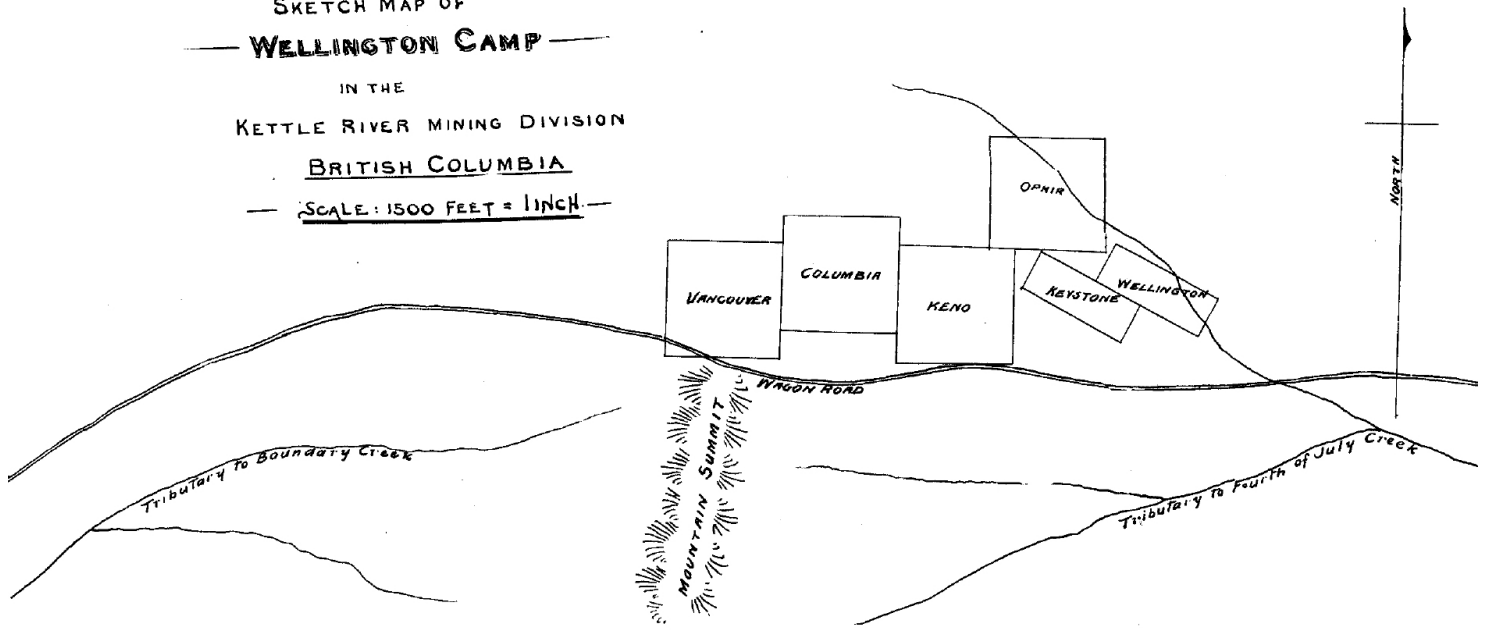 SKETCH MAP OF
WELLINGTON CAMP
IN THE
KETTLE RIVER MINING DIVISION
BRITISH COLUMBIA
SCALE: 1500 FEET = 1 INCH.
NORTH
OPHIR
COLUMBIA
VANCOUVER
KENO
KEYSTONE
WELLINGTON
WAGON ROAD
MOUNTAIN SUMMIT
Tributary to Boundary Creek
Tributary to Fourth of July Creek